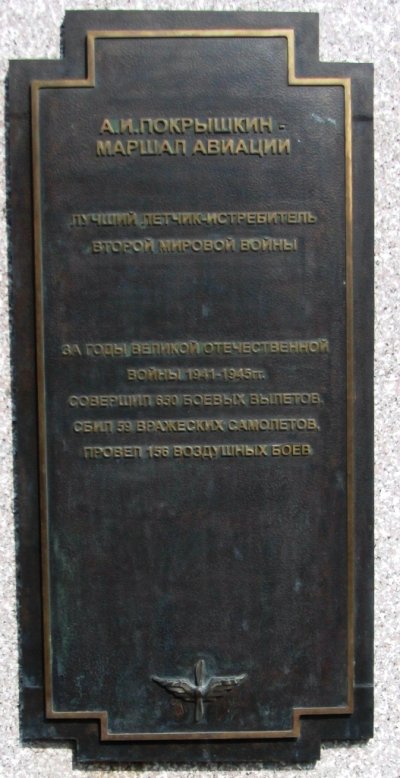 А.И.ПОКРЫШКИН -
МАРШАЛ АВИАЦИИ
ЛУЧШИЙ ЛЕТЧИК-ИСТРЕБИТЕЛЬ
ВТОРОЙ МИРОВОЙ ВОЙНЫ
ЗА ГОДЫ ВЕЛИКОЙ ОТЕЧЕСТВЕННОЙ
ВОЙНЫ 1941-1945гг.
СОВЕРШИЛ 650 БОЕВЫХ ВЫЛЕТОВ,
СБИЛ 59 ВРАЖЕСКИХ САМОЛЕТОВ,
ПРОВЕЛ 156 ВОЗДУШНЫХ БОЕВ